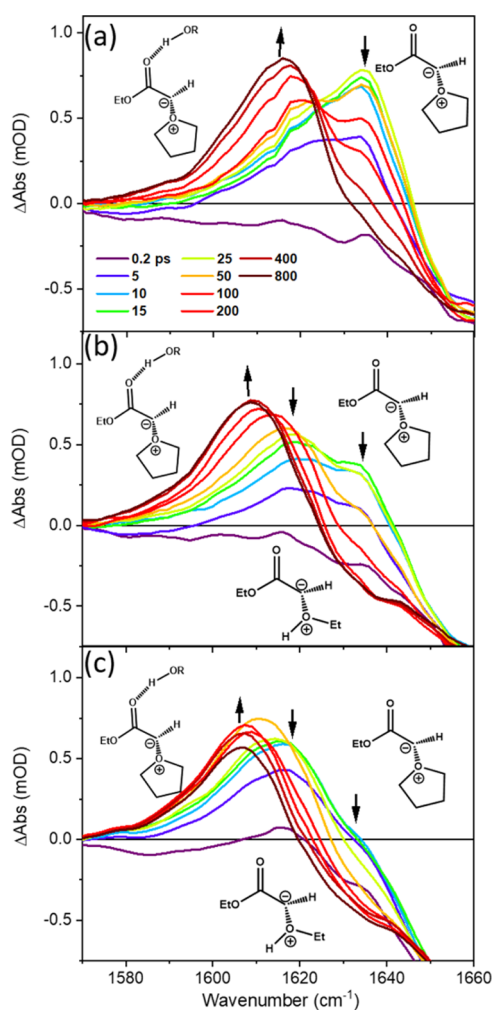 (a)
H
OR
O
EtO
H
⊖
O
⊕
O
EtO
H
⊖
O
⊕
ΔAbs (mOD)
1.0
0.5
0.0
-0.5
0.2 ps 25 400
5 50 800
10 100
15 200
(b)
H
OR
O
EtO
H
⊖
O
⊕
O
EtO
H
⊖
O
⊕
ΔAbs (mOD)
1.0
0.5
0.0
-0.5
O
EtO
H
⊖
O
Et
H
⊕
(c)
H
OR
O
EtO
H
⊖
O
⊕
O
EtO
H
⊖
O
⊕
ΔAbs (mOD)
1.0
0.5
0.0
-0.5
O
EtO
H
⊖
O
Et
H
⊕
1580 1600 1620 1640 1660
Wavenumber (cm⁻¹)